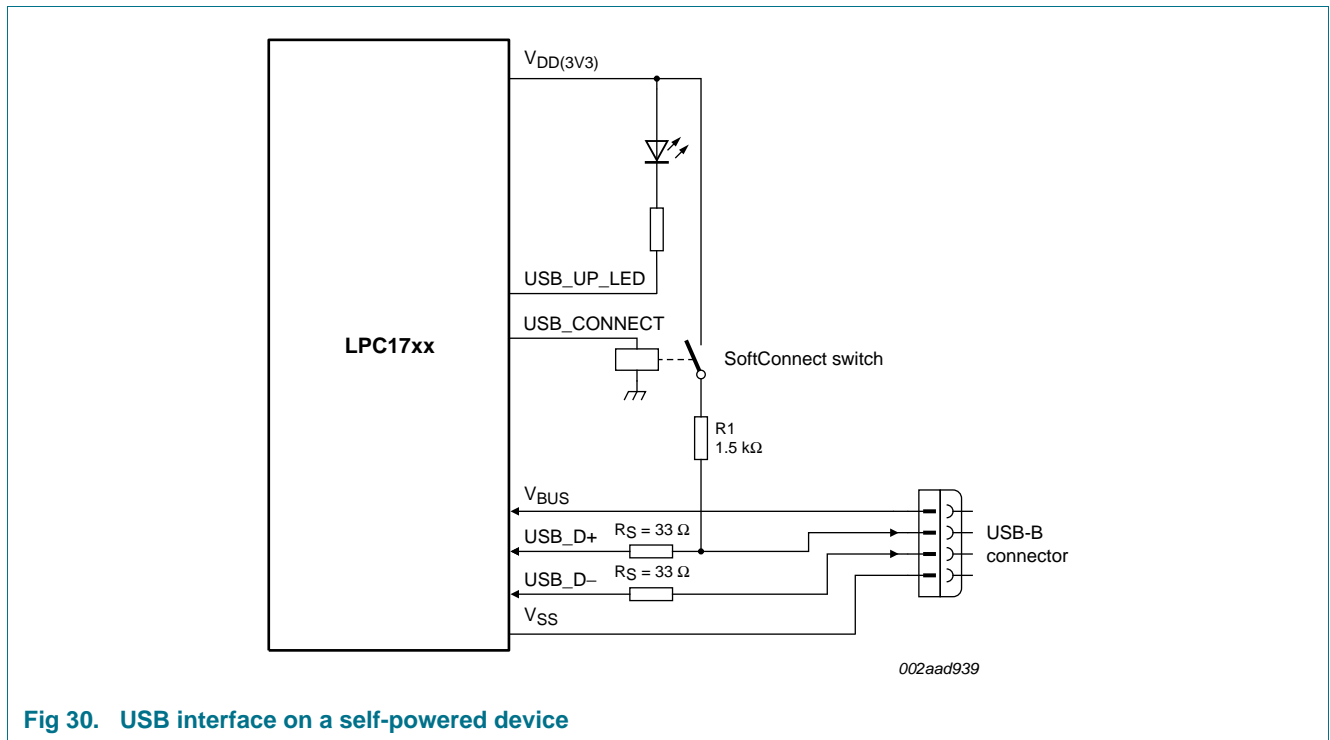 VDD(3V3)
USB_UP_LED
USB_CONNECT
LPC17xx
SoftConnect switch
R1
1.5 kΩ
VBUS
USB_D+
RS = 33 Ω
USB-B
connector
USB_D−
RS = 33 Ω
VSS
002aad939
Fig 30. USB interface on a self-powered device